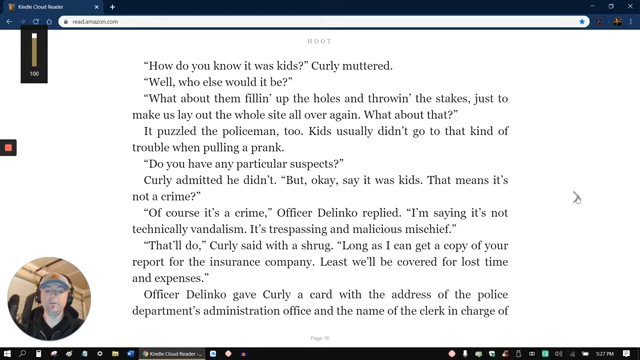 Kindle Cloud Reader
read.amazon.com
HOOT
100
“How do you know it was kids?” Curly muttered.
“Well, who else would it be?”
“What about them fillin’ up the holes and throwin’ the stakes, just to
make us lay out the whole site all over again. What about that?”
It puzzled the policeman, too. Kids usually didn’t go to that kind of
trouble when pulling a prank.
“Do you have any particular suspects?”
Curly admitted he didn’t. “But, okay, say it was kids. That means it’s
not a crime?”
“Of course it’s a crime,” Officer Delinko replied. “I’m saying it’s not
technically vandalism. It’s trespassing and malicious mischief.”
“That’ll do,” Curly said with a shrug. “Long as I can get a copy of your
report for the insurance company. Least we’ll be covered for lost time
and expenses.”
Officer Delinko gave Curly a card with the address of the police
department’s administration office and the name of the clerk in charge of
Kindle Cloud Reader
5:27 PM